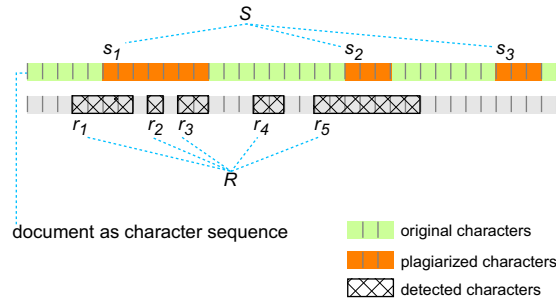 S
s1 s2 s3
r1 r2 r3 r4 r5
R
document as character sequence
original characters
plagiarized characters
detected characters